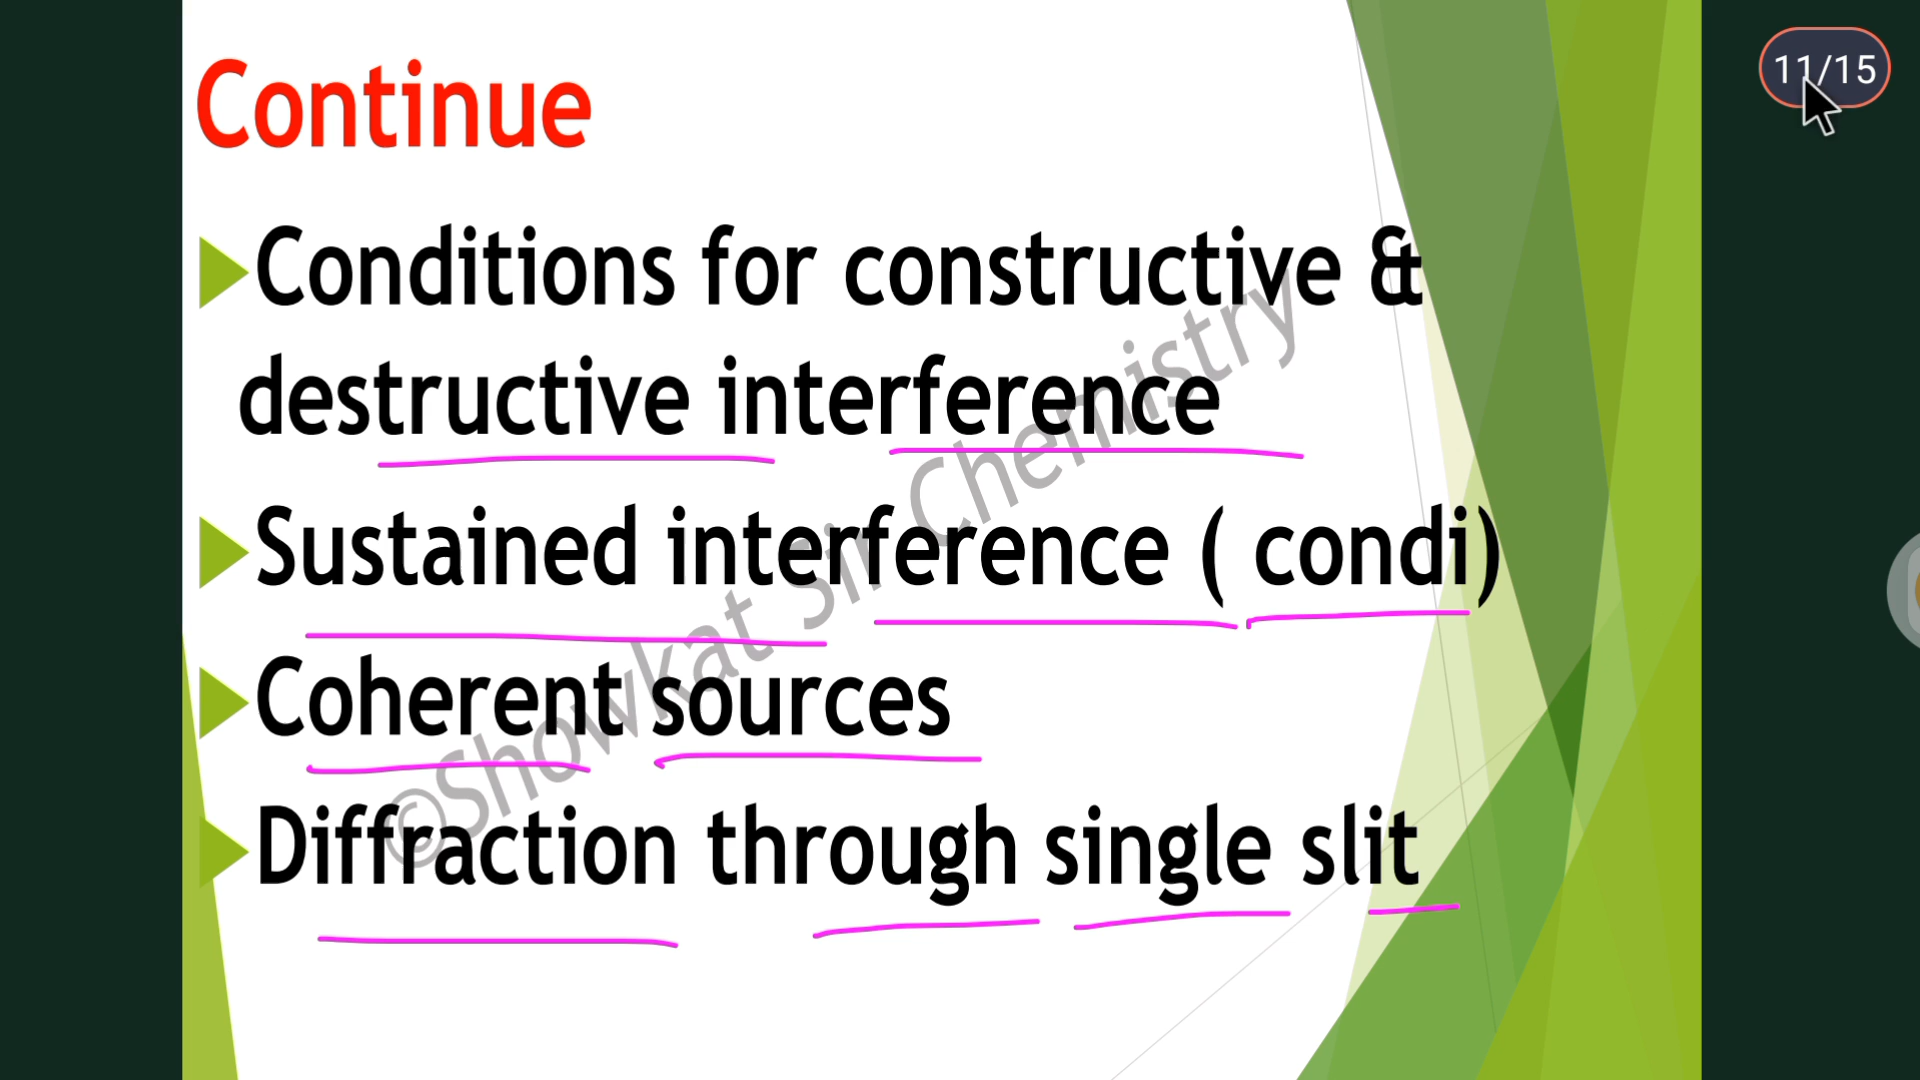 Continue
11/15
Conditions for constructive &
destructive interference
Sustained interference ( condi)
Coherent sources
Diffraction through single slit
©Showkat Sir Chemistry